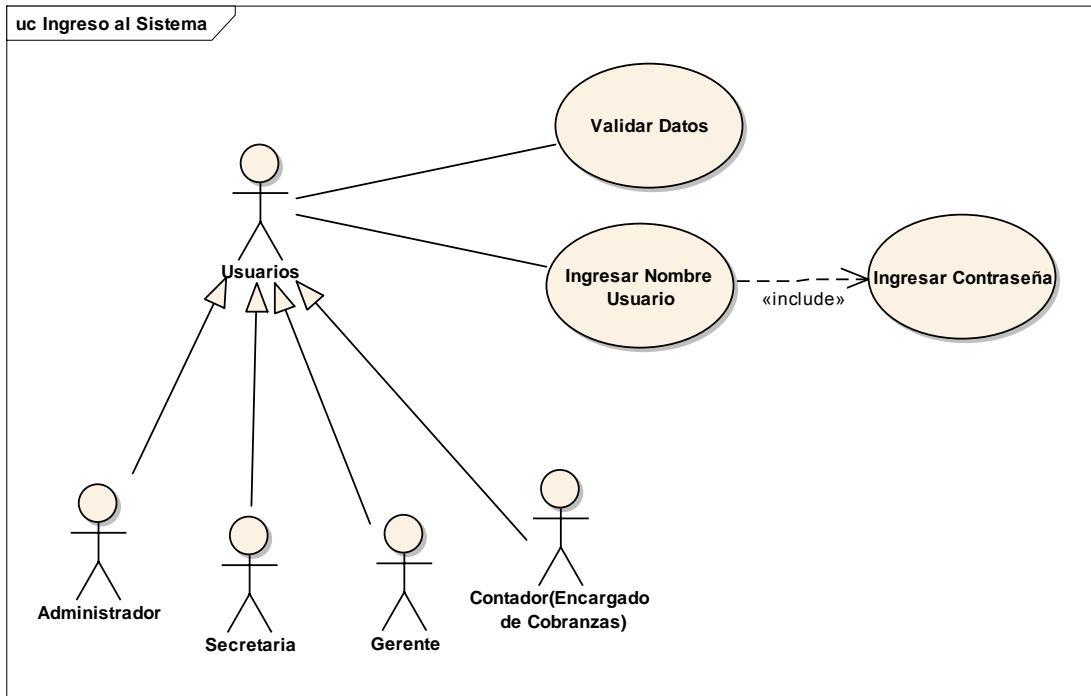 uc Ingreso al Sistema
Validar Datos
Usuarios
Ingresar Nombre
Usuario
«include»
Ingresar Contraseña
Administrador
Secretaria
Gerente
Contador(Encargado
de Cobranzas)